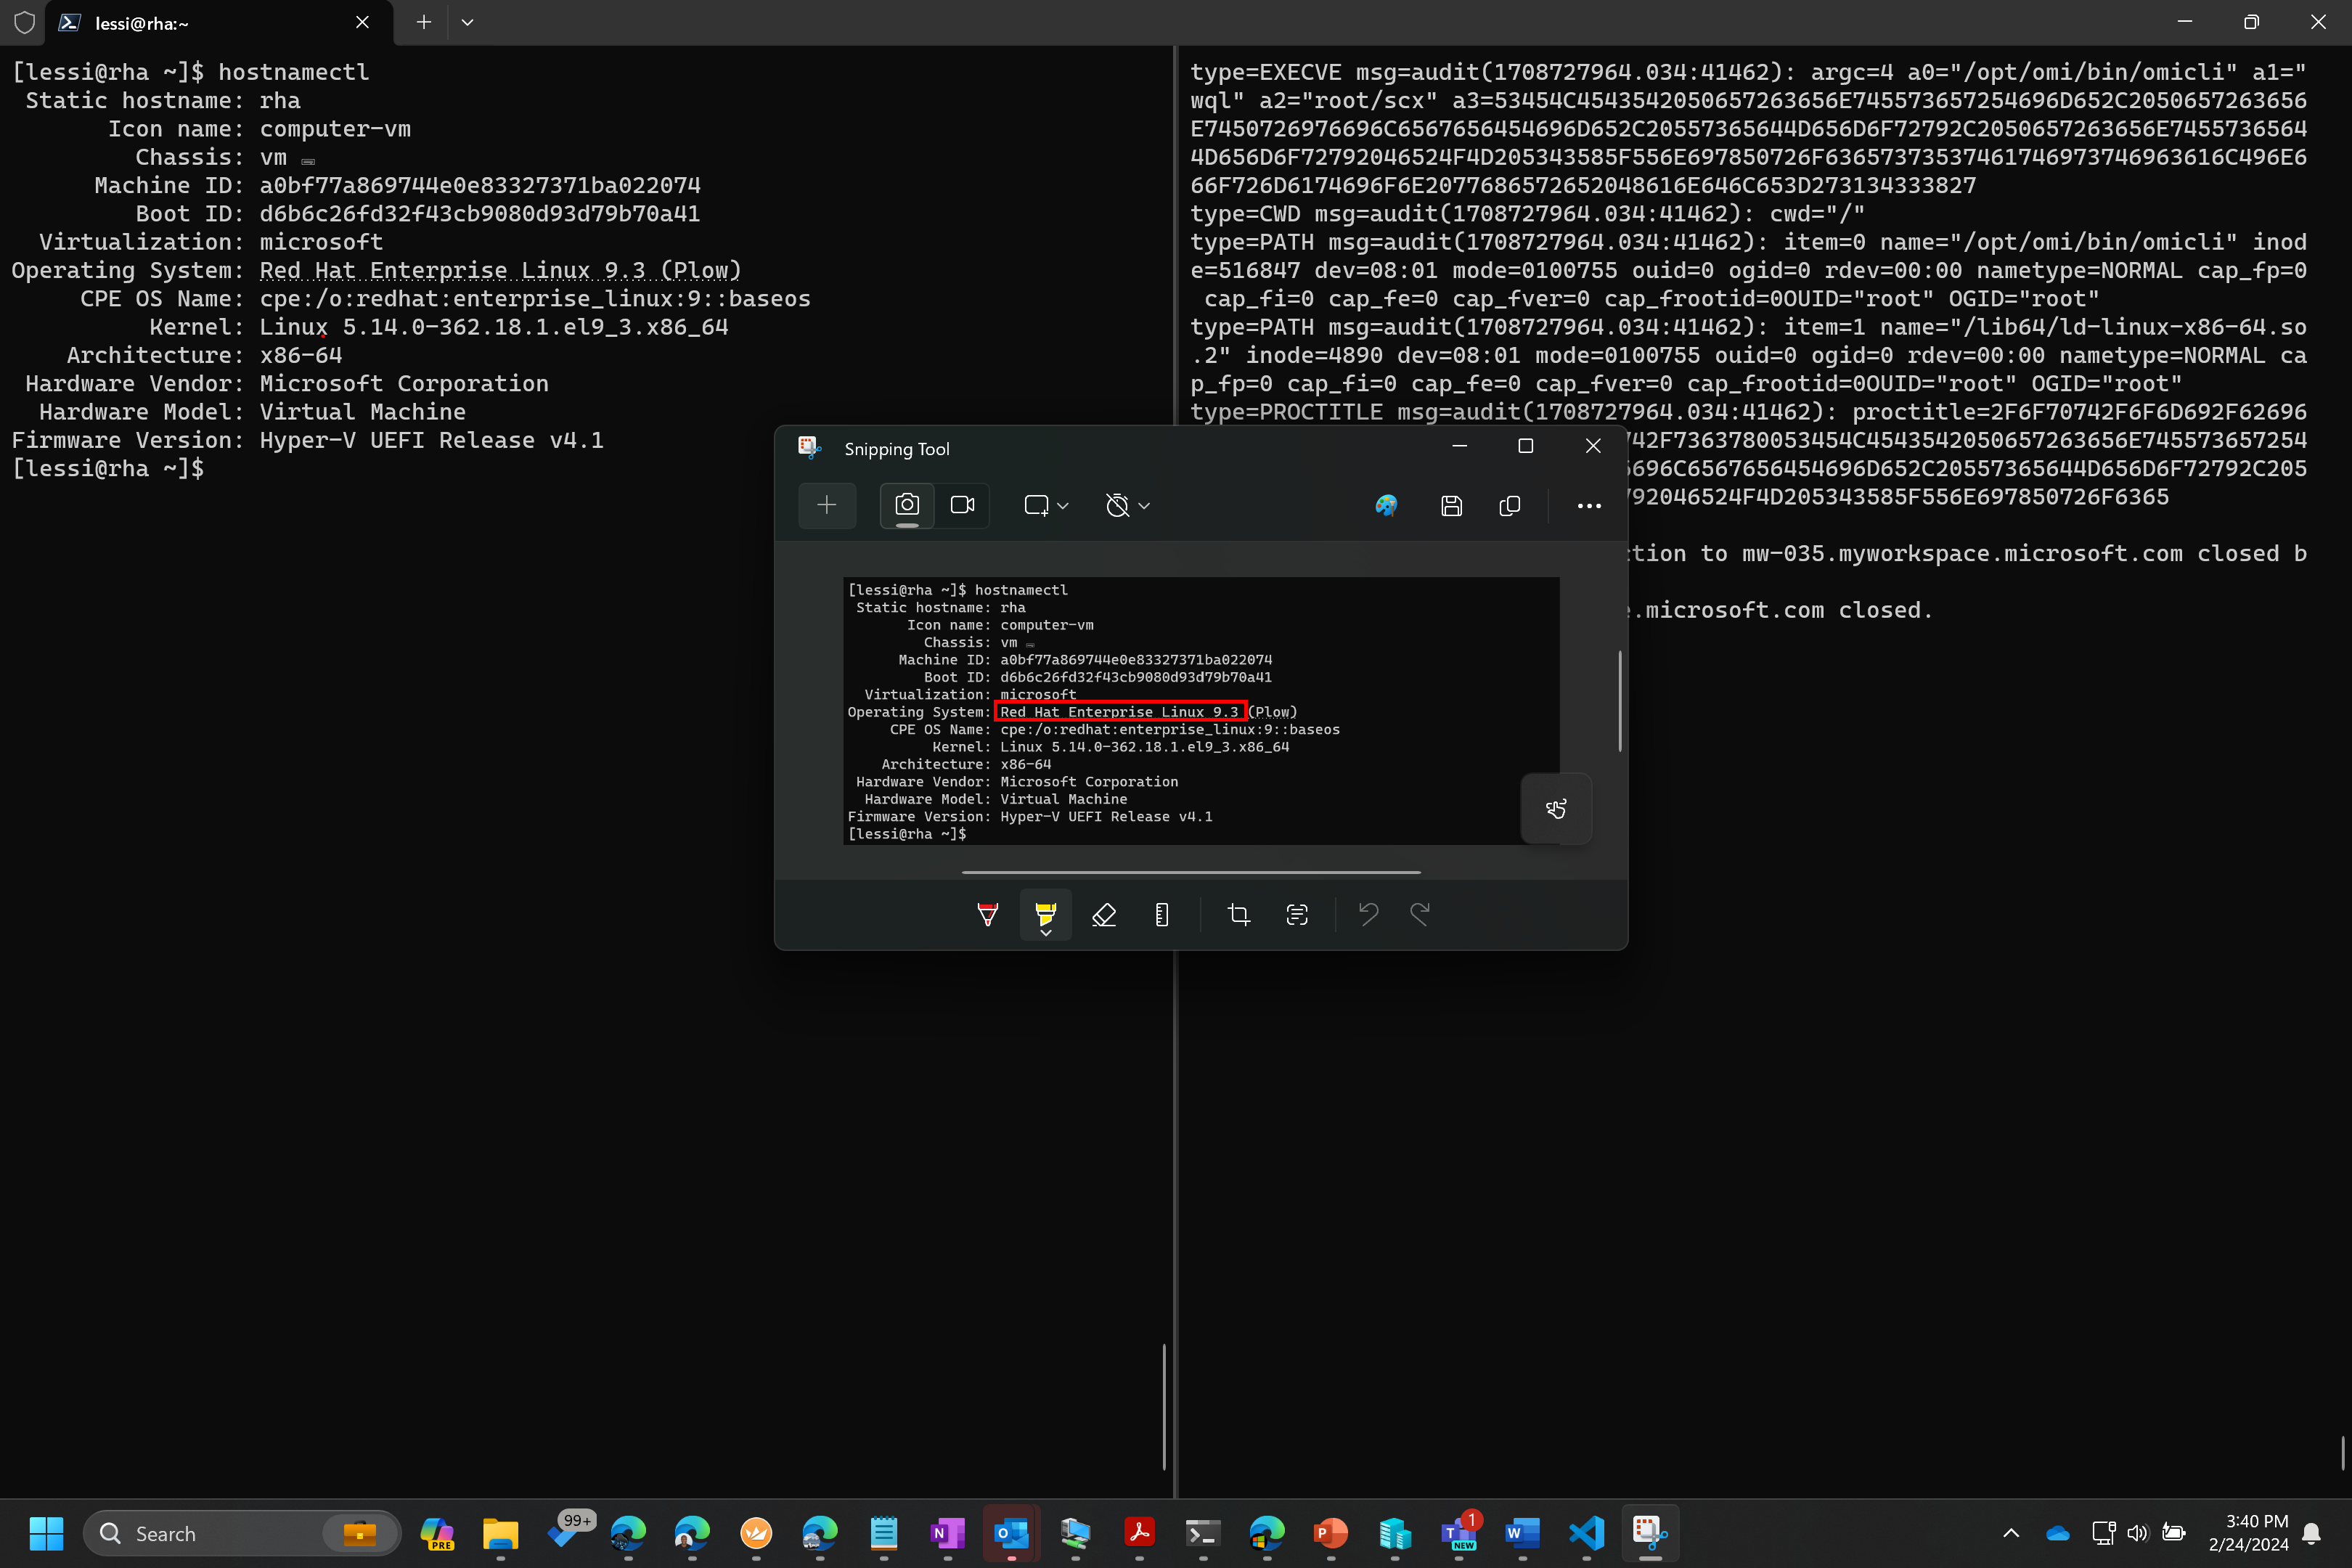 lessi@rha:~
[lessi@rha ~]$ hostnamectl
Static hostname: rha
Icon name: computer-vm
Chassis: vm
Machine ID: a0bf77a869744e0e83327371ba022074
Boot ID: d6b6c26fd32f43cb9080d93d79b70a41
Virtualization: microsoft
Operating System: Red Hat Enterprise Linux 9.3 (Plow)
CPE OS Name: cpe:/o:redhat:enterprise_linux:9::baseos
Kernel: Linux 5.14.0-362.18.1.el9_3.x86_64
Architecture: x86-64
Hardware Vendor: Microsoft Corporation
Hardware Model: Virtual Machine
Firmware Version: Hyper-V UEFI Release v4.1
[lessi@rha ~]$
type=EXECVE msg=audit(1708727964.034:41462): argc=4 a0="/opt/omi/bin/omicli" a1="
wql" a2="root/scx" a3=53454C4543542050657263656E745573657254696D652C2050657263656
E7450726976696C6567656454696D652C20557365644D656D6F72792C2050657263656E7455736564
4D656D6F72792046524F4D205343585F556E697850726F63657373537461746973746963616C496E6
66F726D6174696F6E207768657265204861​6E646C653D273134333827
type=CWD msg=audit(1708727964.034:41462): cwd="/"
type=PATH msg=audit(1708727964.034:41462): item=0 name="/opt/omi/bin/omicli" inod
e=516847 dev=08:01 mode=0100755 ouid=0 ogid=0 rdev=00:00 nametype=NORMAL cap_fp=0
cap_fi=0 cap_fe=0 cap_fver=0 cap_frootid=0OUID="root" OGID="root"
type=PATH msg=audit(1708727964.034:41462): item=1 name="/lib64/ld-linux-x86-64.so
.2" inode=4890 dev=08:01 mode=0100755 ouid=0 ogid=0 rdev=00:00 nametype=NORMAL ca
p_fp=0 cap_fi=0 cap_fe=0 cap_fver=0 cap_frootid=0OUID="root" OGID="root"
type=PROCTITLE msg=audit(1708727964.034:41462): proctitle=2F6F70742F6F6D692F62696
742F7363780053454C4543542050657263656E745573657254
6696C6567656454696D652C20557365644D656D6F72792C205
792046524F4D205343585F556E697850726F6365
tion to mw-035.myworkspace.microsoft.com closed b
.microsoft.com closed.
Snipping Tool
[lessi@rha ~]$ hostnamectl
Static hostname: rha
Icon name: computer-vm
Chassis: vm
Machine ID: a0bf77a869744e0e83327371ba022074
Boot ID: d6b6c26fd32f43cb9080d93d79b70a41
Virtualization: microsoft
Operating System: Red Hat Enterprise Linux 9.3 (Plow)
CPE OS Name: cpe:/o:redhat:enterprise_linux:9::baseos
Kernel: Linux 5.14.0-362.18.1.el9_3.x86_64
Architecture: x86-64
Hardware Vendor: Microsoft Corporation
Hardware Model: Virtual Machine
Firmware Version: Hyper-V UEFI Release v4.1
[lessi@rha ~]$
Search
PRE
99+
1
NEW
3:40 PM
2/24/2024